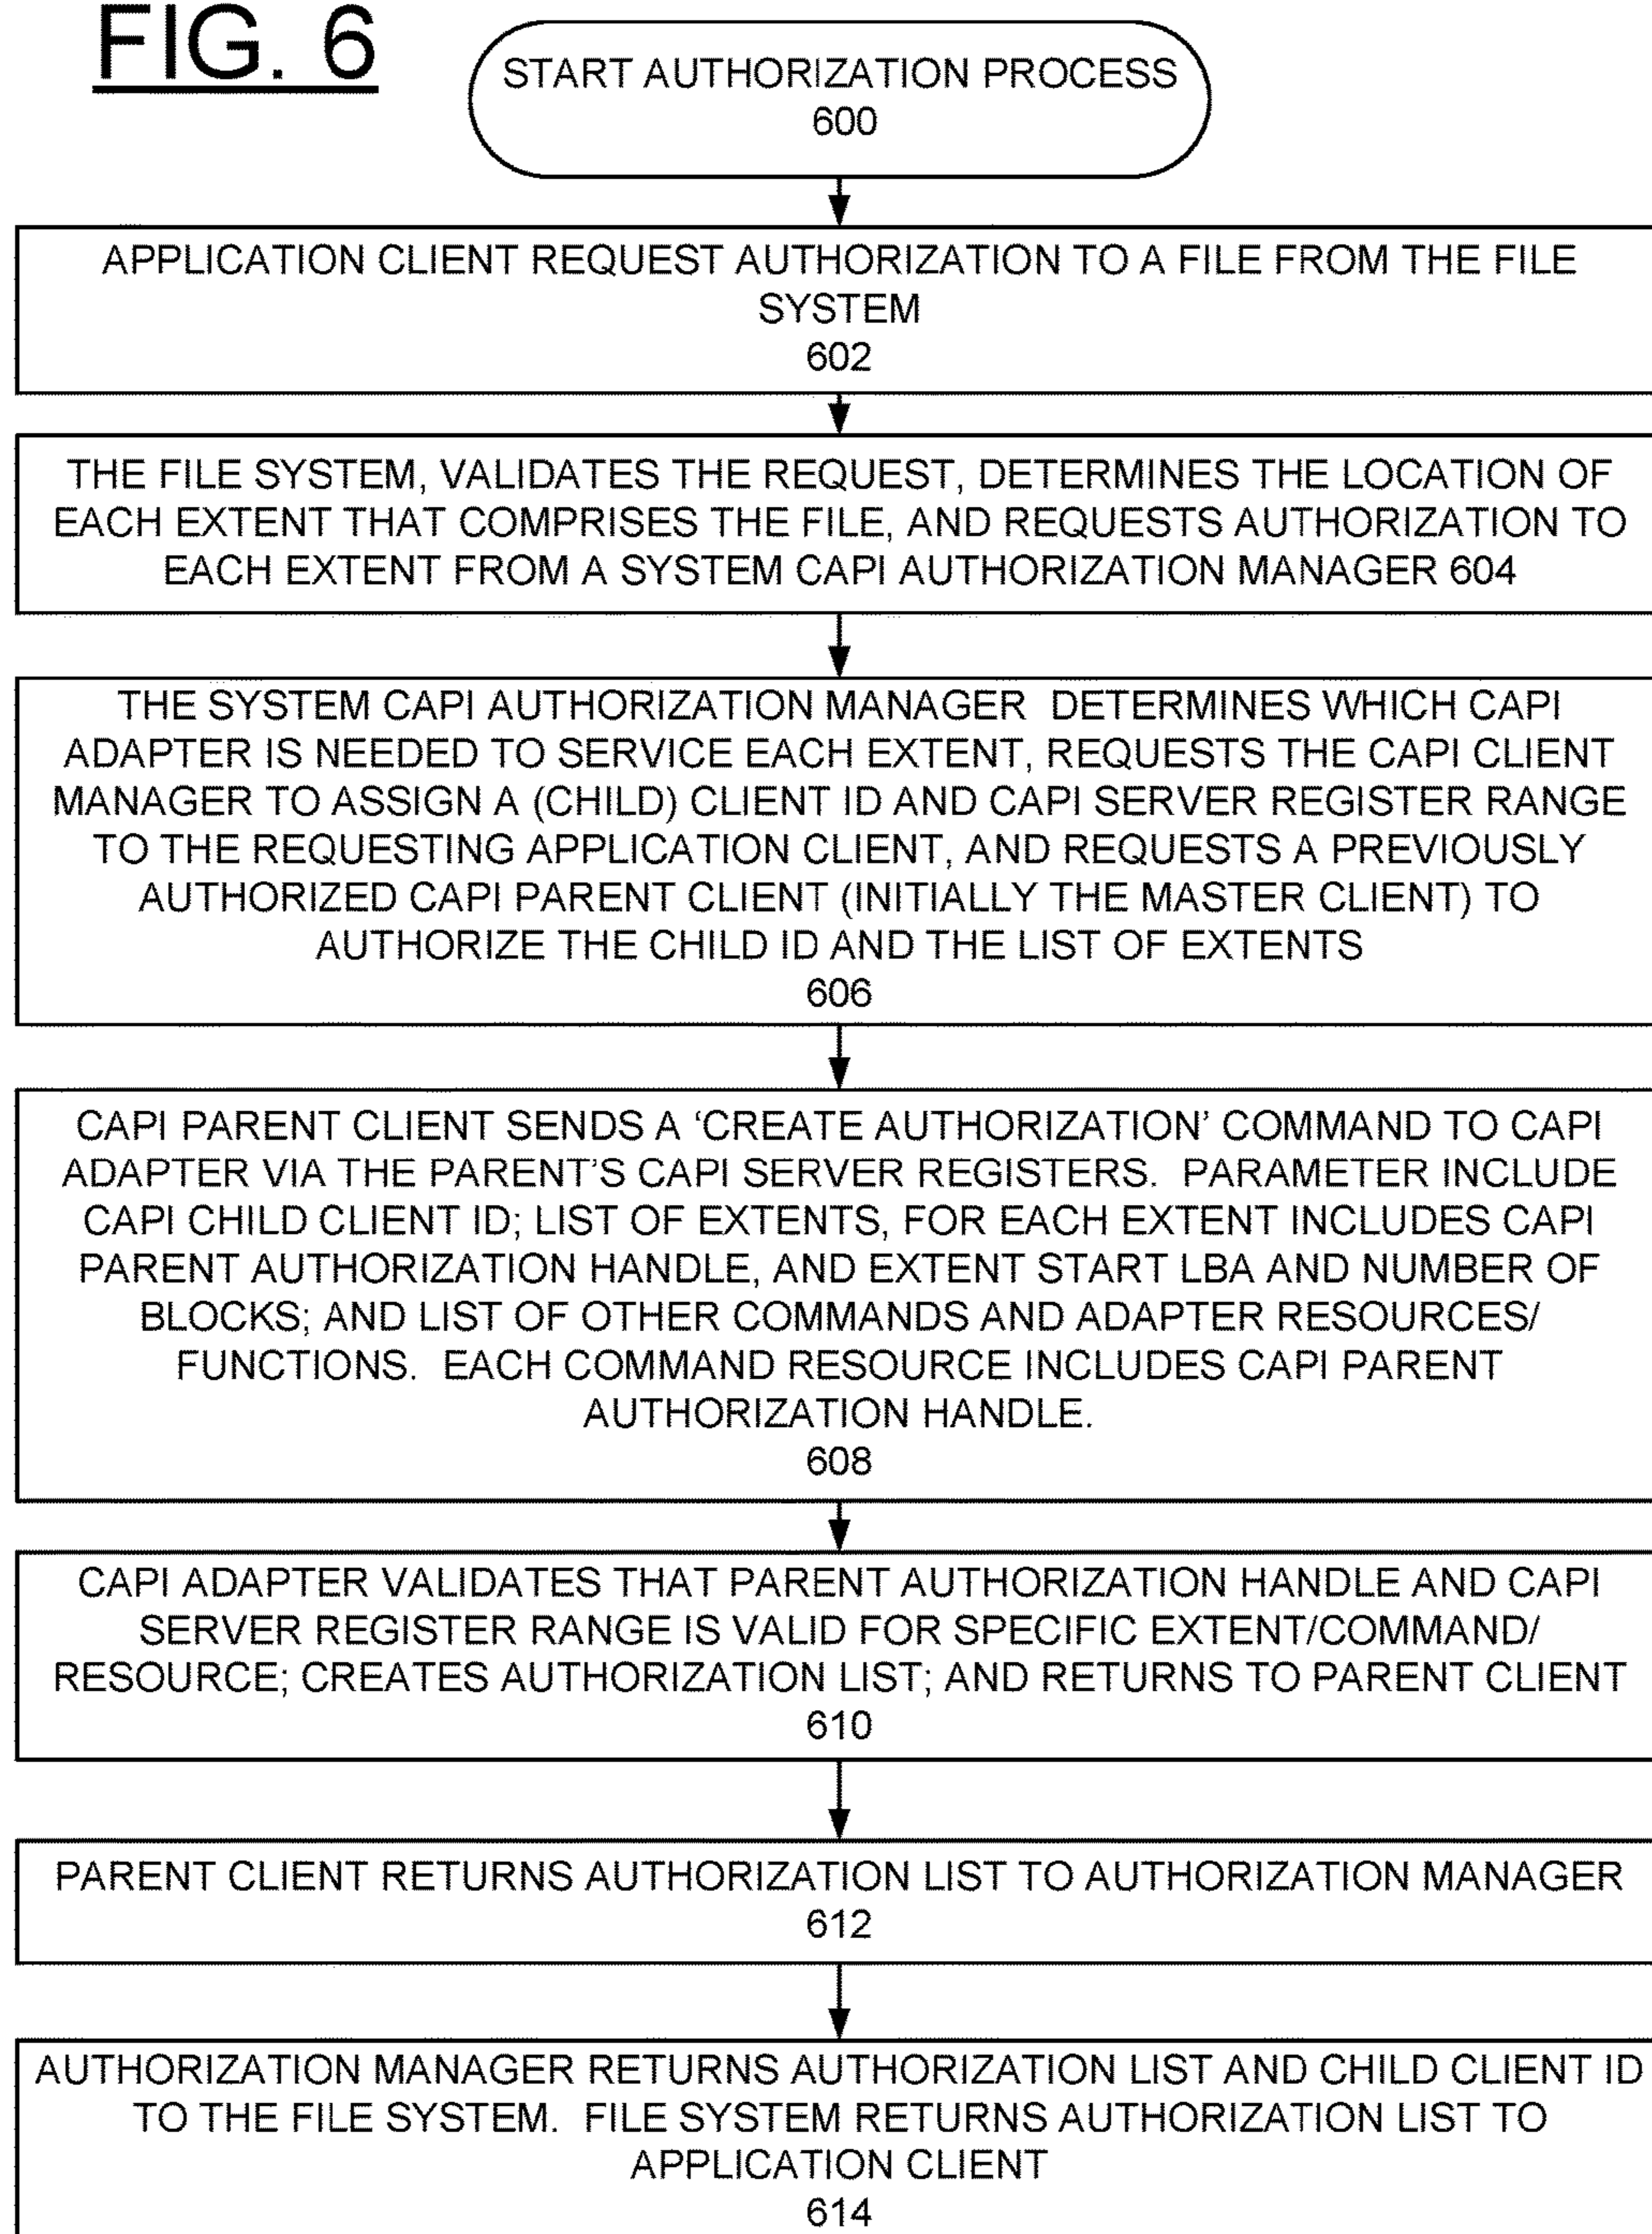 FIG. 6
START AUTHORIZATION PROCESS
600
APPLICATION CLIENT REQUEST AUTHORIZATION TO A FILE FROM THE FILE
SYSTEM
602
THE FILE SYSTEM, VALIDATES THE REQUEST, DETERMINES THE LOCATION OF
EACH EXTENT THAT COMPRISES THE FILE, AND REQUESTS AUTHORIZATION TO
EACH EXTENT FROM A SYSTEM CAPI AUTHORIZATION MANAGER 604
THE SYSTEM CAPI AUTHORIZATION MANAGER DETERMINES WHICH CAPI
ADAPTER IS NEEDED TO SERVICE EACH EXTENT, REQUESTS THE CAPI CLIENT
MANAGER TO ASSIGN A (CHILD) CLIENT ID AND CAPI SERVER REGISTER RANGE
TO THE REQUESTING APPLICATION CLIENT, AND REQUESTS A PREVIOUSLY
AUTHORIZED CAPI PARENT CLIENT (INITIALLY THE MASTER CLIENT) TO
AUTHORIZE THE CHILD ID AND THE LIST OF EXTENTS
606
CAPI PARENT CLIENT SENDS A ‘CREATE AUTHORIZATION’ COMMAND TO CAPI
ADAPTER VIA THE PARENT’S CAPI SERVER REGISTERS. PARAMETER INCLUDE
CAPI CHILD CLIENT ID; LIST OF EXTENTS, FOR EACH EXTENT INCLUDES CAPI
PARENT AUTHORIZATION HANDLE, AND EXTENT START LBA AND NUMBER OF
BLOCKS; AND LIST OF OTHER COMMANDS AND ADAPTER RESOURCES/
FUNCTIONS. EACH COMMAND RESOURCE INCLUDES CAPI PARENT
AUTHORIZATION HANDLE.
608
CAPI ADAPTER VALIDATES THAT PARENT AUTHORIZATION HANDLE AND CAPI
SERVER REGISTER RANGE IS VALID FOR SPECIFIC EXTENT/COMMAND/
RESOURCE; CREATES AUTHORIZATION LIST; AND RETURNS TO PARENT CLIENT
610
PARENT CLIENT RETURNS AUTHORIZATION LIST TO AUTHORIZATION MANAGER
612
AUTHORIZATION MANAGER RETURNS AUTHORIZATION LIST AND CHILD CLIENT ID
TO THE FILE SYSTEM. FILE SYSTEM RETURNS AUTHORIZATION LIST TO
APPLICATION CLIENT
614